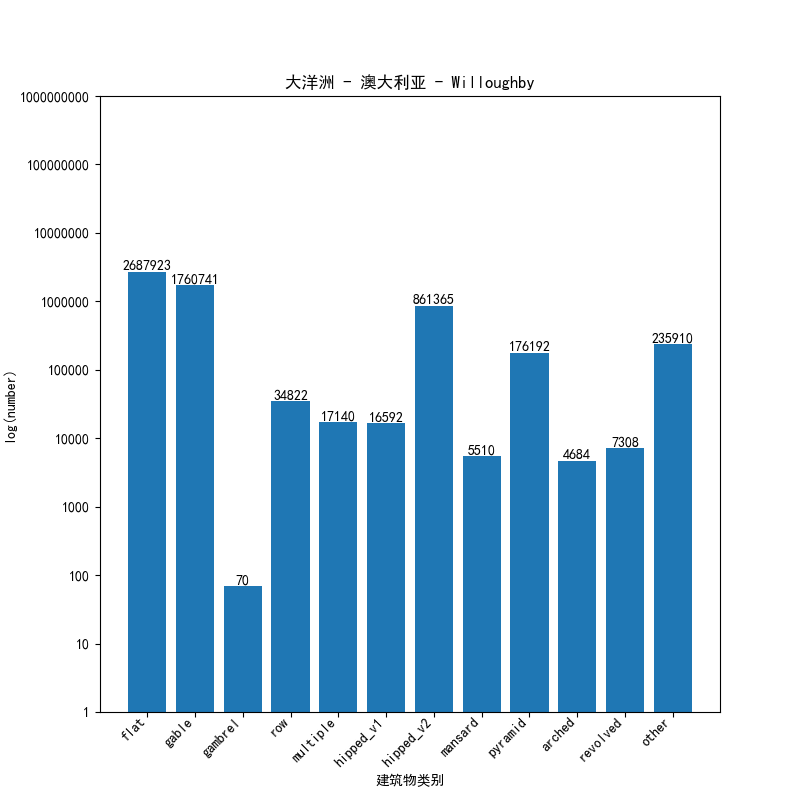 大洋洲 - 澳大利亚 - Willoughby
1000000000
100000000
10000000
1000000
100000
10000
1000
100
10
1
log(number)
2687923
1760741
70
34822
17140
16592
861365
5510
176192
4684
7308
235910
flat
gable
gambrel
row
multiple
hipped_v1
hipped_v2
mansard
pyramid
arched
revolved
other
建筑物类别